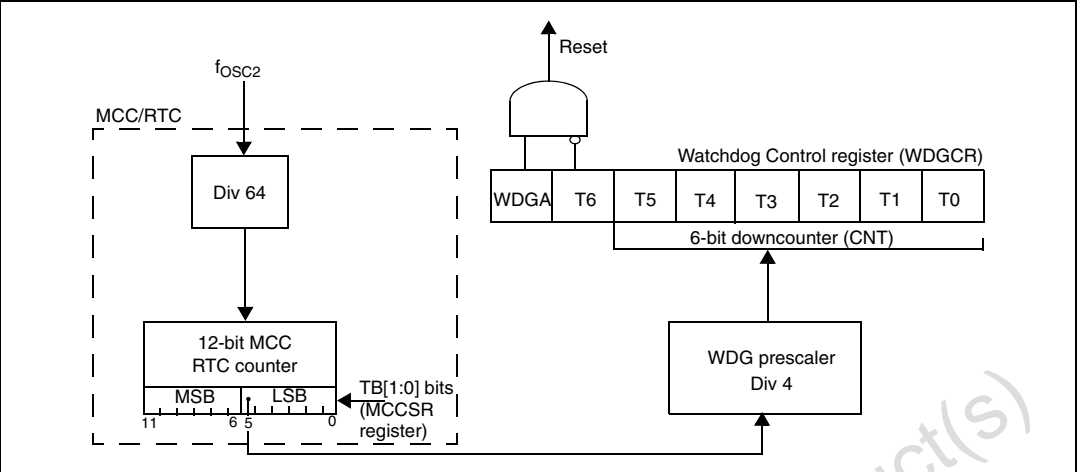 Reset
fOSC2
MCC/RTC
Div 64
Watchdog Control register (WDGCR)
WDGA T6 T5 T4 T3 T2 T1 T0
6-bit downcounter (CNT)
12-bit MCC
RTC counter
MSB LSB
11 6 5 0
TB[1:0] bits
(MCCSR
register)
WDG prescaler
Div 4